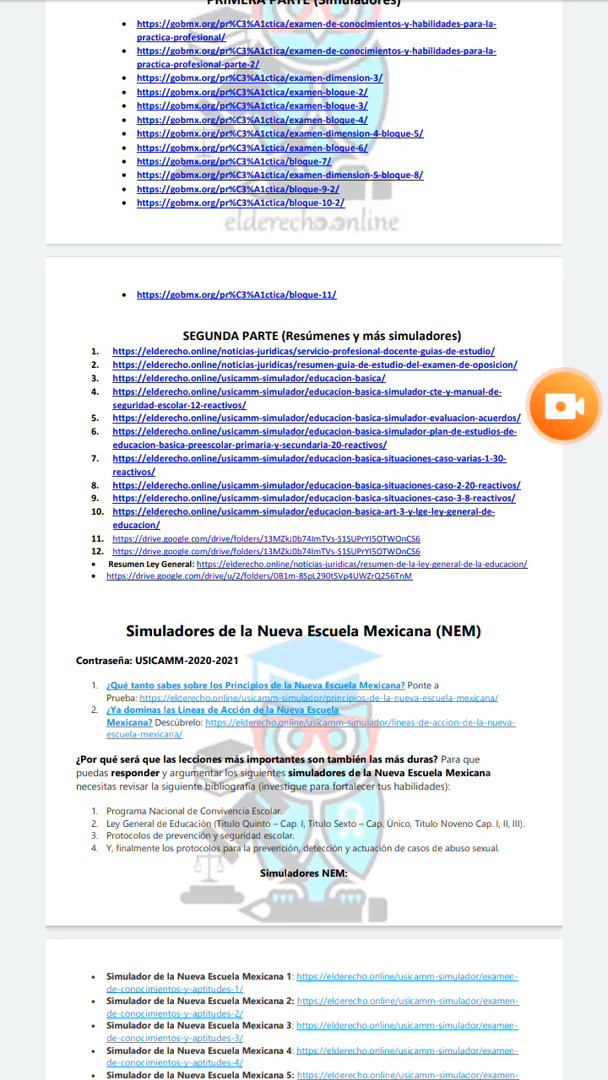 PRIMERA PARTE (Simuladores)
• https://gobmx.org/pr%C3%A1ctica/examen-de-conocimientos-y-habilidades-para-la-
practica-profesional/
• https://gobmx.org/pr%C3%A1ctica/examen-de-conocimientos-y-habilidades-para-la-
practica-profesional-parte-2/
• https://gobmx.org/pr%C3%A1ctica/examen-dimension-3/
• https://gobmx.org/pr%C3%A1ctica/examen-bloque-2/
• https://gobmx.org/pr%C3%A1ctica/examen-bloque-3/
• https://gobmx.org/pr%C3%A1ctica/examen-bloque-4/
• https://gobmx.org/pr%C3%A1ctica/examen-dimension-4-bloque-5/
• https://gobmx.org/pr%C3%A1ctica/examen-bloque-6/
• https://gobmx.org/pr%C3%A1ctica/bloque-7/
• https://gobmx.org/pr%C3%A1ctica/examen-dimension-5-bloque-8/
• https://gobmx.org/pr%C3%A1ctica/bloque-9-2/
• https://gobmx.org/pr%C3%A1ctica/bloque-10-2/
elderecho.online
• https://gobmx.org/pr%C3%A1ctica/bloque-11/
SEGUNDA PARTE (Resúmenes y más simuladores)
1. https://elderecho.online/noticias-juridicas/servicio-profesional-docente-guias-de-estudio/
2. https://elderecho.online/noticias-juridicas/resumen-guia-de-estudio-del-examen-de-oposicion/
3. https://elderecho.online/usicamm-simulador/educacion-basica/
4. https://elderecho.online/usicamm-simulador/educacion-basica-simulador-cte-y-manual-de-
seguridad-escolar-12-reactivos/
5. https://elderecho.online/usicamm-simulador/educacion-basica-simulador-evaluacion-acuerdos/
6. https://elderecho.online/usicamm-simulador/educacion-basica-simulador-plan-de-estudios-de-
educacion-basica-preescolar-primaria-y-secundaria-20-reactivos/
7. https://elderecho.online/usicamm-simulador/educacion-basica-situaciones-caso-varias-1-30-
reactivos/
8. https://elderecho.online/usicamm-simulador/educacion-basica-situaciones-caso-2-20-reactivos/
9. https://elderecho.online/usicamm-simulador/educacion-basica-situaciones-caso-3-8-reactivos/
10. https://elderecho.online/usicamm-simulador/educacion-basica-art-3-y-lge-ley-general-de-
educacion/
11. https://drive.google.com/drive/folders/13MZkJ0b74ImTVs-S1SUPrYI5OTWOnCS6
12. https://drive.google.com/drive/folders/13MZkJ0b74ImTVs-S1SUPrYI5OTWOnCS6
• Resumen Ley General: https://elderecho.online/noticias-juridicas/resumen-de-la-ley-general-de-la-educacion/
• https://drive.google.com/drive/u/2/folders/0B1m-8SpL290tSVp4UWZrQ256TnM
Simuladores de la Nueva Escuela Mexicana (NEM)
Contraseña: USICAMM-2020-2021
1. ¿Qué tanto sabes sobre los Principios de la Nueva Escuela Mexicana? Ponte a
Prueba: https://elderecho.online/usicamm-simulador/principios-de-la-nueva-escuela-mexicana/
2. ¿Ya dominas las Líneas de Acción de la Nueva Escuela
Mexicana? Descúbrelo: https://elderecho.online/usicamm-simulador/lineas-de-accion-de-la-nueva-
escuela-mexicana/
¿Por qué será que las lecciones más importantes son también las más duras? Para que
puedas responder y argumentar los siguientes simuladores de la Nueva Escuela Mexicana
necesitas revisar la siguiente bibliografía (investigue para fortalecer tus habilidades):
1. Programa Nacional de Convivencia Escolar.
2. Ley General de Educación (Titulo Quinto – Cap. I, Titulo Sexto – Cap. Único, Titulo Noveno Cap. I, II, III).
3. Protocolos de prevención y seguridad escolar.
4. Y, finalmente los protocolos para la prevención, detección y actuación de casos de abuso sexual.
Simuladores NEM:
• Simulador de la Nueva Escuela Mexicana 1: https://elderecho.online/usicamm-simulador/examen-
de-conocimientos-y-aptitudes-1/
• Simulador de la Nueva Escuela Mexicana 2: https://elderecho.online/usicamm-simulador/examen-
de-conocimientos-y-aptitudes-2/
• Simulador de la Nueva Escuela Mexicana 3: https://elderecho.online/usicamm-simulador/examen-
de-conocimientos-y-aptitudes-3/
• Simulador de la Nueva Escuela Mexicana 4: https://elderecho.online/usicamm-simulador/examen-
de-conocimientos-y-aptitudes-4/
• Simulador de la Nueva Escuela Mexicana 5: https://elderecho.online/usicamm-simulador/examen-